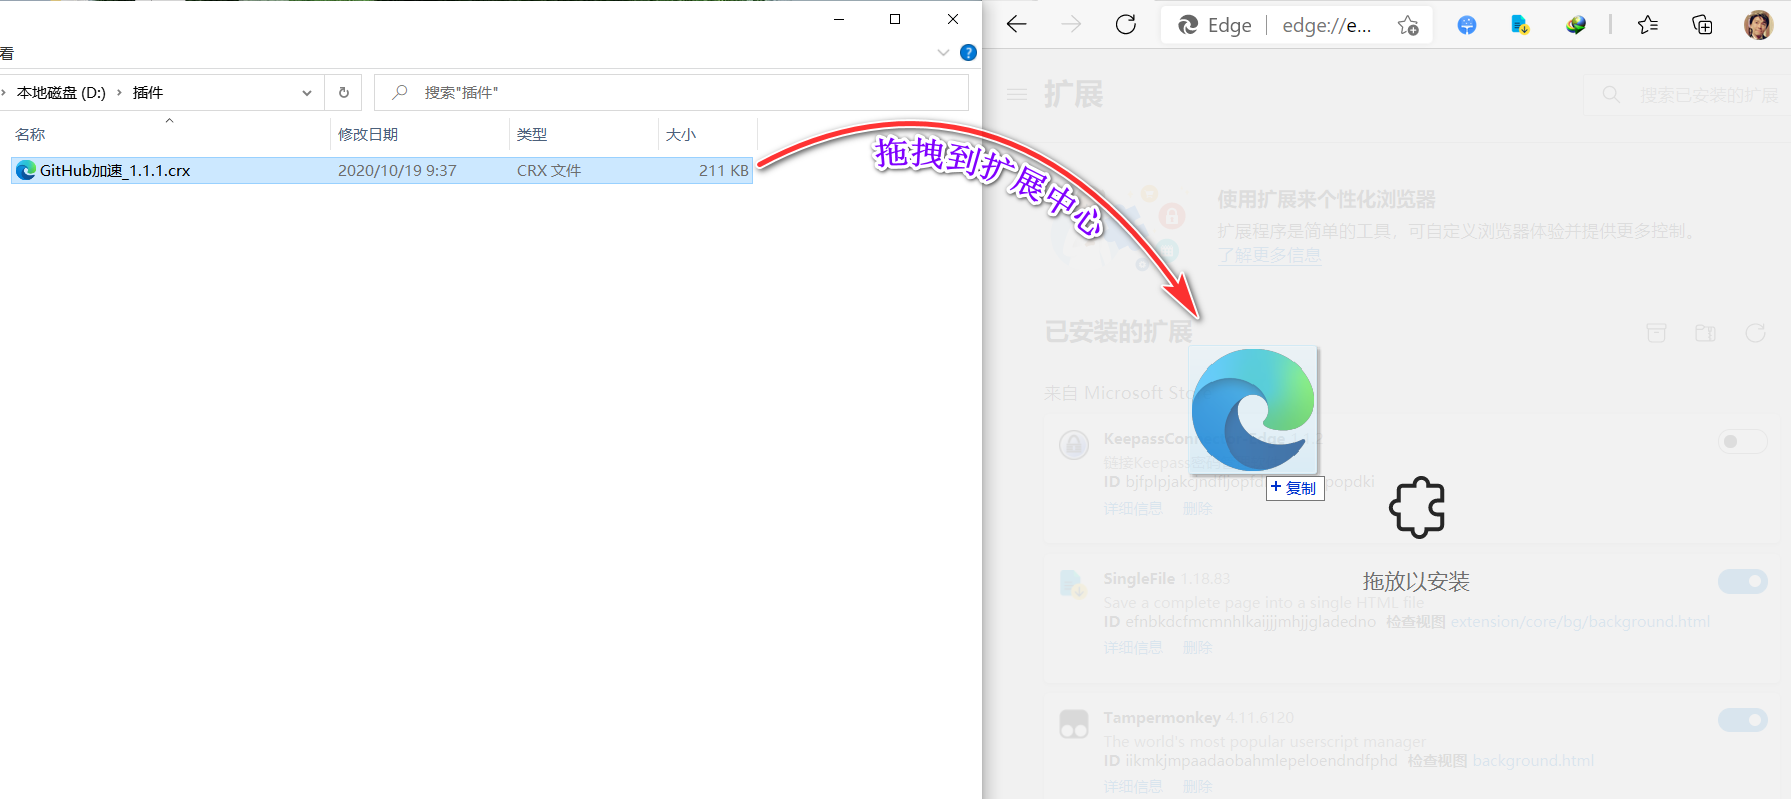 看
本地磁盘 (D:) › 插件
搜索"插件"
名称 修改日期 类型 大小
GitHub加速_1.1.1.crx 2020/10/19 9:37 CRX 文件 211 KB
拖拽到扩展中心
Edge edge://e...
扩展
搜索已安装的扩展
使用扩展来个性化浏览器
扩展程序是简单的工具，可自定义浏览器体验并提供更多控制。
了解更多信息
已安装的扩展
来自 Microsoft Sto
KeepassCon
链接Keepass
ID bjfplpjakcjndfljopfd popdki
+ 复制
详细信息 删除
拖放以安装
SingleFile 1.18.83
Save a complete page into a single HTML file
ID efnbkdcfmcmnhlkaijjjmhjjgladedno 检查视图 extension/core/bg/background.html
详细信息 删除
Tampermonkey 4.11.6120
The world's most popular userscript manager
ID iikmkjmpaadaobahmlepeloendndfphd 检查视图 background.html
详细信息 删除